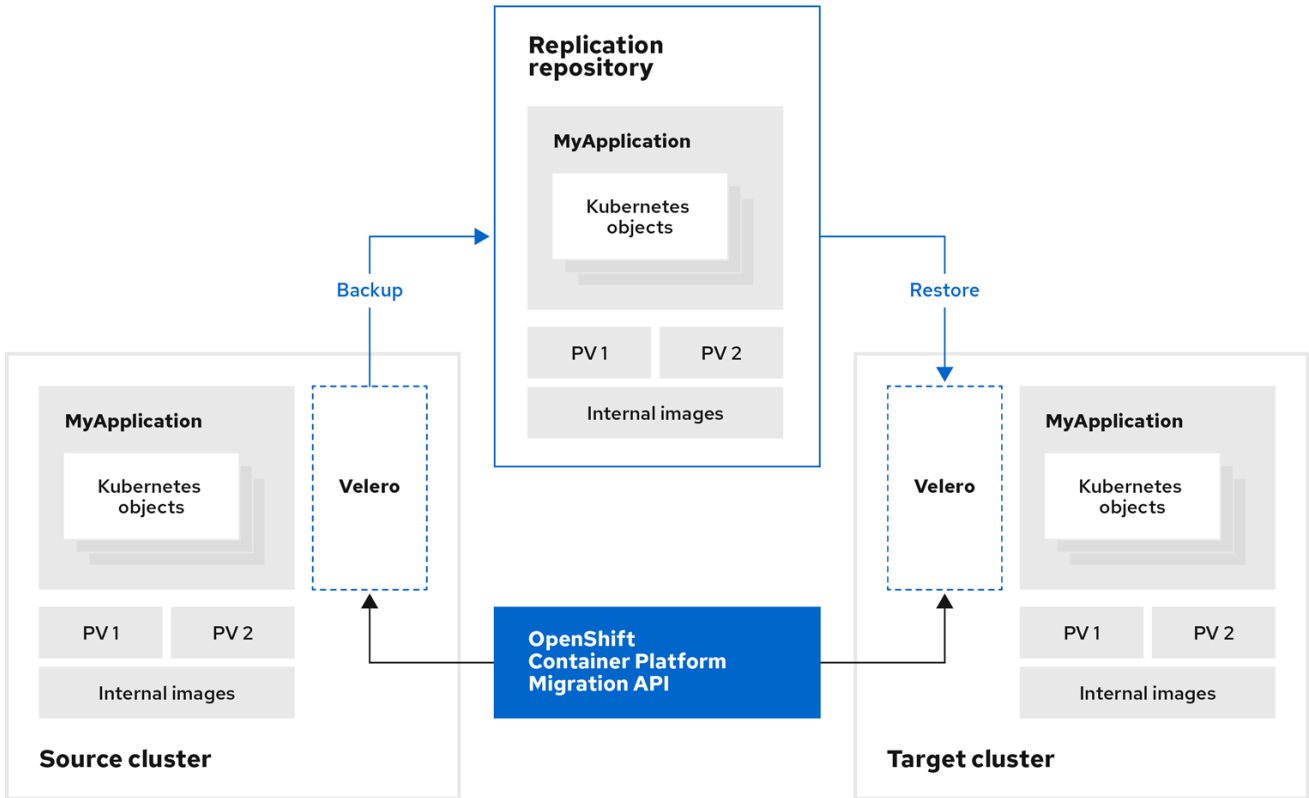 Replication
repository
MyApplication
Kubernetes
objects
Backup
Restore
PV 1
PV 2
Internal images
MyApplication
Kubernetes
objects
Velero
PV 1
PV 2
Internal images
Source cluster
OpenShift
Container Platform
Migration API
Velero
MyApplication
Kubernetes
objects
PV 1
PV 2
Internal images
Target cluster